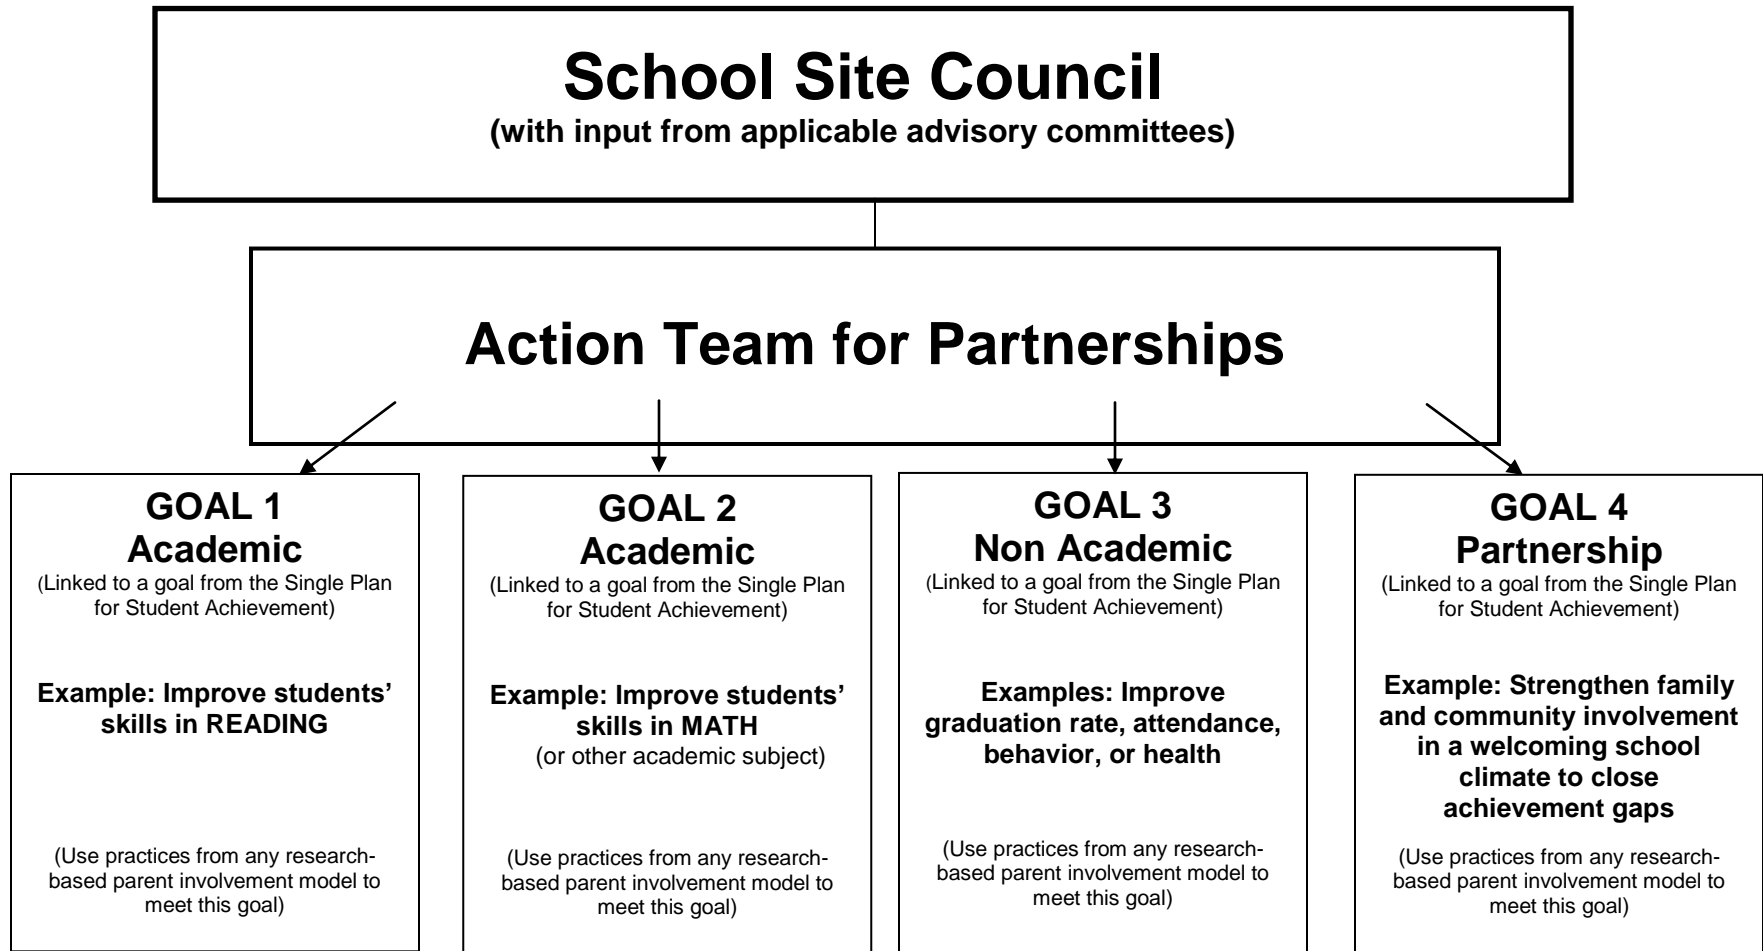 School Site Council
(with input from applicable advisory committees)
Action Team for Partnerships
GOAL 1
Academic
(Linked to a goal from the Single Plan
for Student Achievement)
Example: Improve students’
skills in READING
(Use practices from any research-
based parent involvement model to
meet this goal)
GOAL 2
Academic
(Linked to a goal from the Single Plan
for Student Achievement)
Example: Improve students’
skills in MATH
(or other academic subject)
(Use practices from any research-
based parent involvement model to
meet this goal)
GOAL 3
Non Academic
(Linked to a goal from the Single Plan
for Student Achievement)
Examples: Improve
graduation rate, attendance,
behavior, or health
(Use practices from any research-
based parent involvement model to
meet this goal)
GOAL 4
Partnership
(Linked to a goal from the Single Plan
for Student Achievement)
Example: Strengthen family
and community involvement
in a welcoming school
climate to close
achievement gaps
(Use practices from any research-
based parent involvement model to
meet this goal)